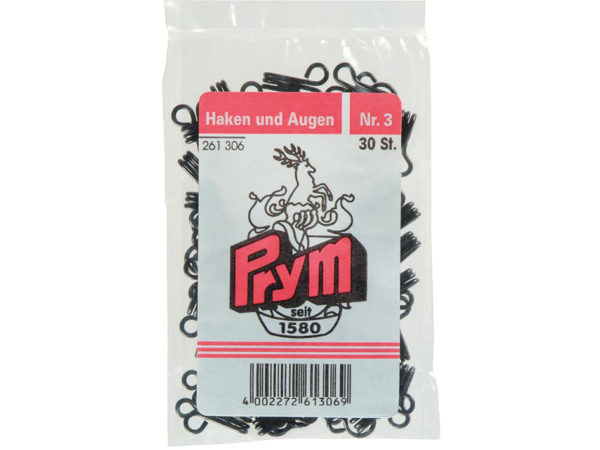 Haken und Augen Nr. 3
261 306 30 St.
Prym
seit
1580
4 002272 613069